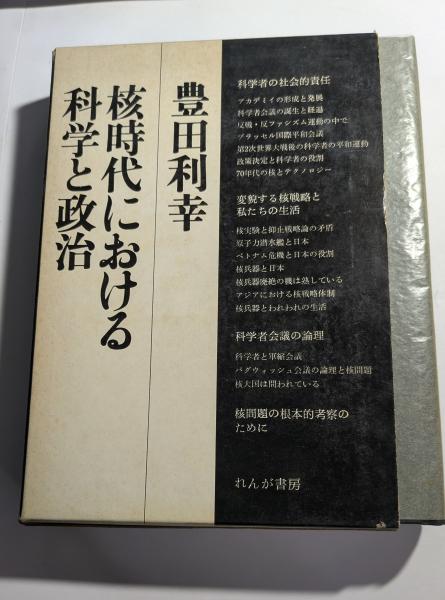 豊田利幸
核時代における
科学と政治
科学者の社会的責任
アカデミイの形成と発展
科学者会議の誕生と経過
反戦・反ファシズム運動の中で
ブラッセル国際平和会議
第2次世界大戦後の科学者の平和運動
政策決定と科学者の役割
70年代の核とテクノロジー
変貌する核戦略と
私たちの生活
核実験と抑止戦略論の矛盾
原子力潜水艦と日本
ベトナム危機と日本の役割
核兵器と日本
核兵器廃絶の機は熟している
アジアにおける核戦略体制
核兵器とわれわれの生活
科学者会議の論理
科学者と軍縮会議
パグウォッシュ会議の論理と核問題
核大国は問われている
核問題の根本的考察の
ために
れんが書房